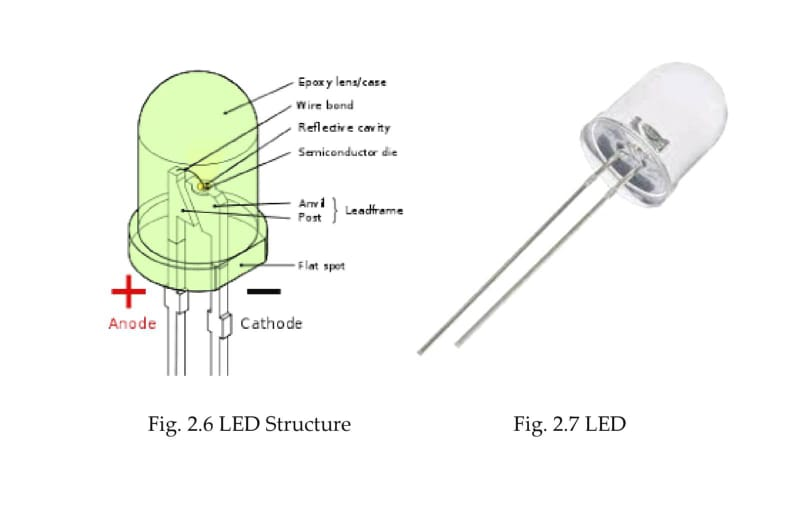 Epoxy lens/case
Wire bond
Reflective cavity
Semiconductor die
Anvil
Post
Leadframe
Flat spot
+
−
Anode
Cathode
Fig. 2.6 LED Structure
Fig. 2.7 LED